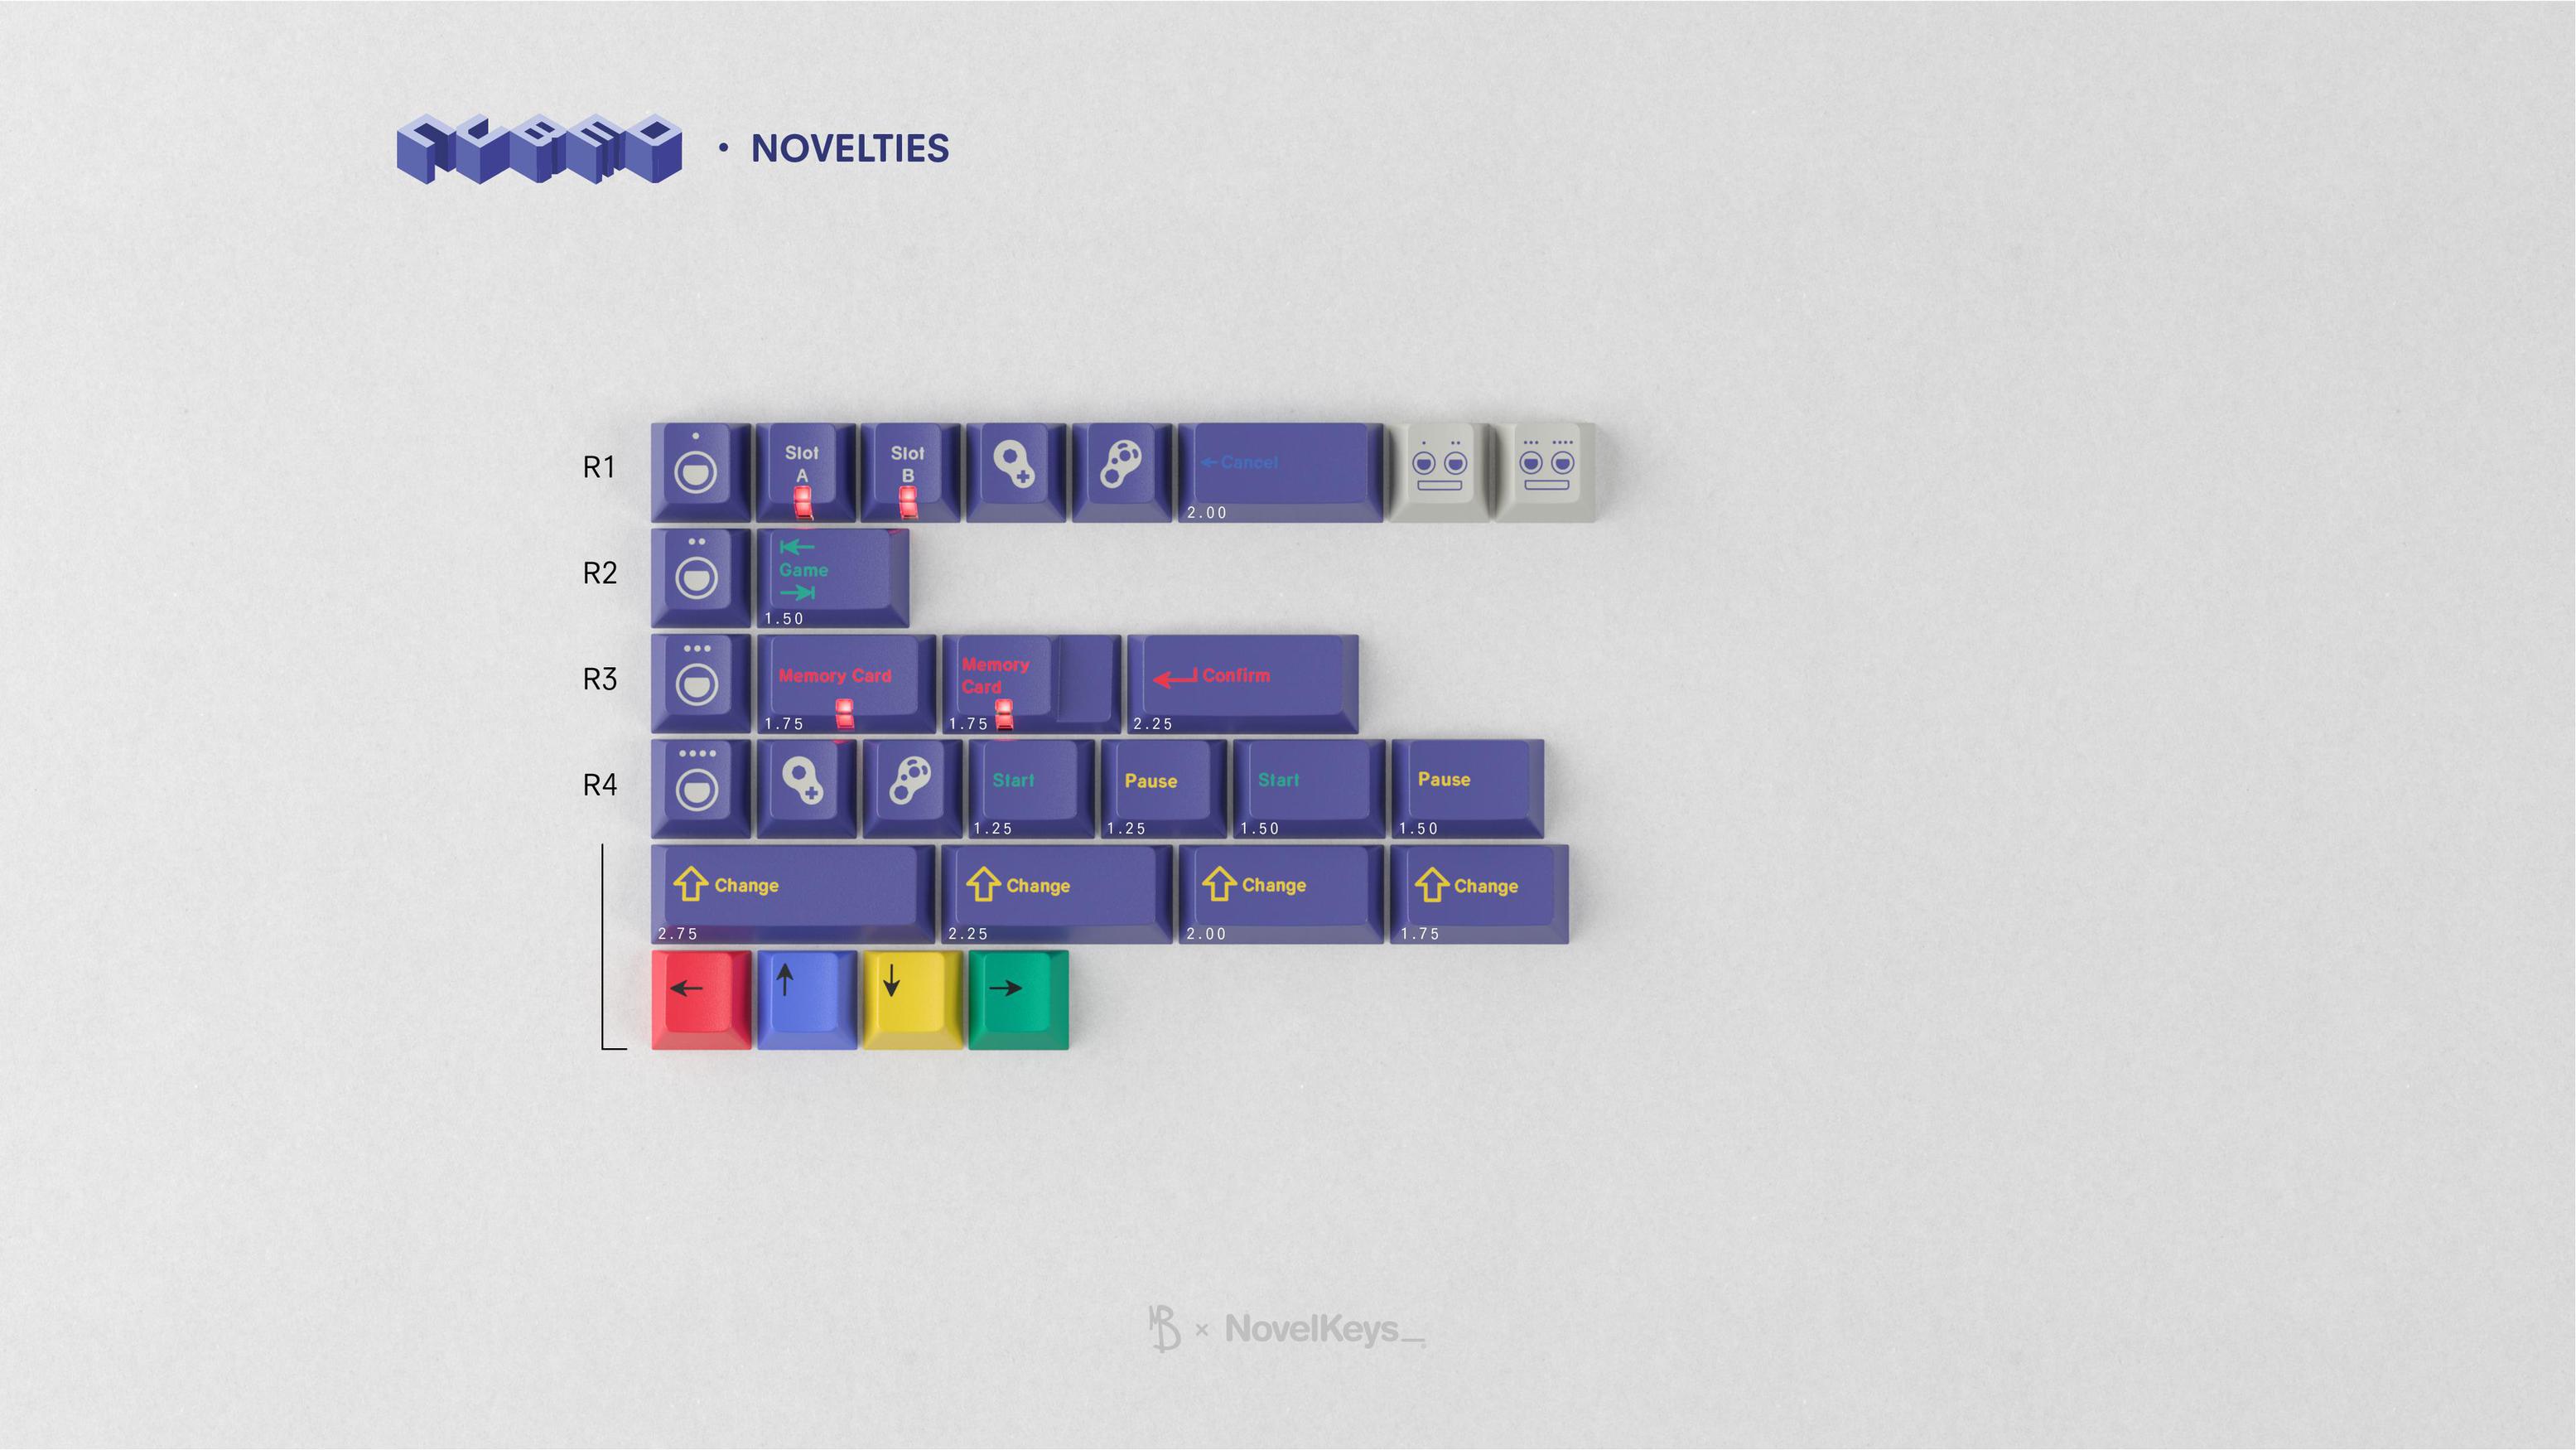 CUBED • NOVELTIES
R1
Slot
A
Slot
B
←Cancel
2.00
R2
Game
1.50
R3
Memory Card
1.75
Memory
Card
1.75
Confirm
2.25
R4
Start
1.25
Pause
1.25
Start
1.50
Pause
1.50
Change
2.75
Change
2.25
Change
2.00
Change
1.75
← ↑ ↓ →
MB × NovelKeys_